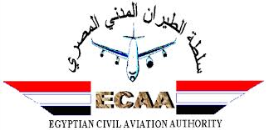 سلطة الطيران المدني المصري
ECAA
EGYPTIAN CIVIL AVIATION AUTHORITY